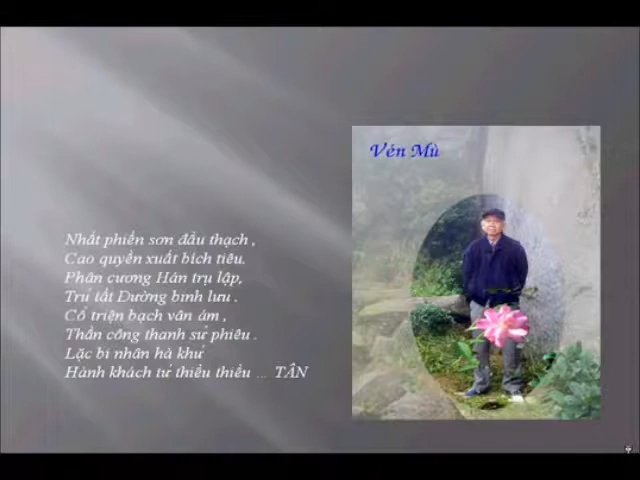 Vén Mù
Nhất phiến sơn đầu thạch ,
Cao quyền xuất bích tiêu.
Phân cương Hán trụ lập,
Trú tất Đường binh lưu .
Cổ triện bạch vân ám ,
Thần công thanh sử phiêu .
Lặc bi nhân hà khứ
Hành khách tứ thiều thiều ... TÂN